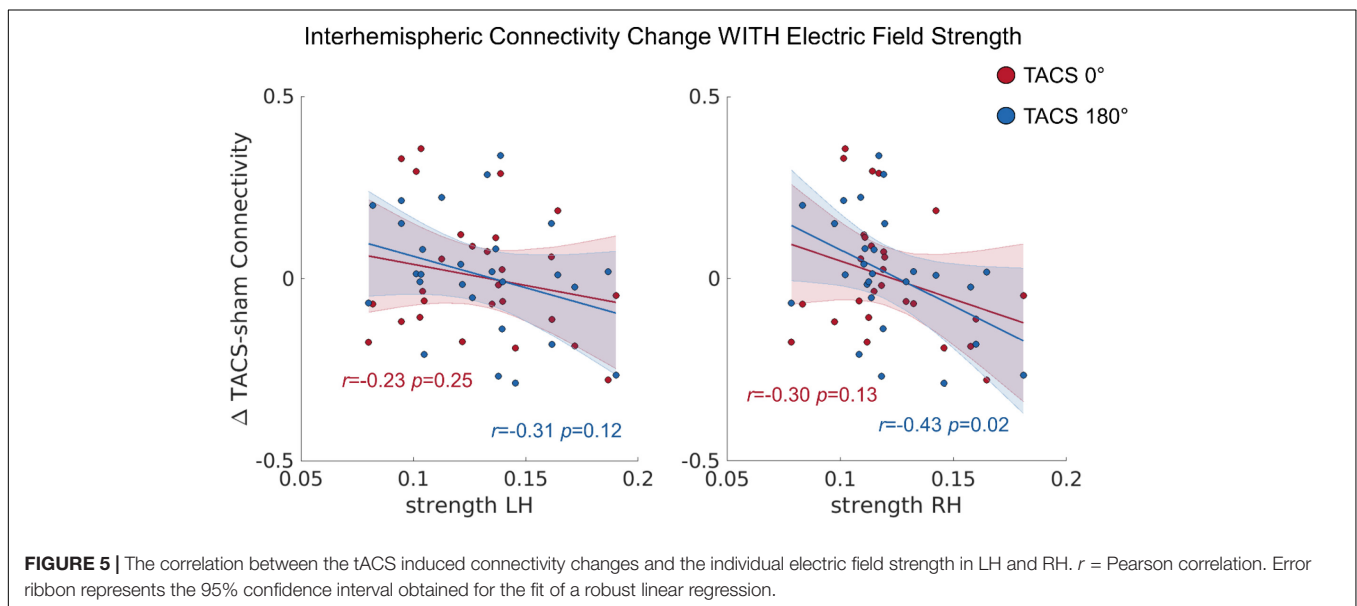 Interhemispheric Connectivity Change WITH Electric Field Strength
TACS 0°
TACS 180°
Δ TACS-sham Connectivity
0.5
0
-0.5
r=-0.23 p=0.25
r=-0.31 p=0.12
0.05 0.1 0.15 0.2
strength LH
0.5
0
-0.5
r=-0.30 p=0.13
r=-0.43 p=0.02
0.05 0.1 0.15 0.2
strength RH
FIGURE 5 | The correlation between the tACS induced connectivity changes and the individual electric field strength in LH and RH. r = Pearson correlation. Error
ribbon represents the 95% confidence interval obtained for the fit of a robust linear regression.